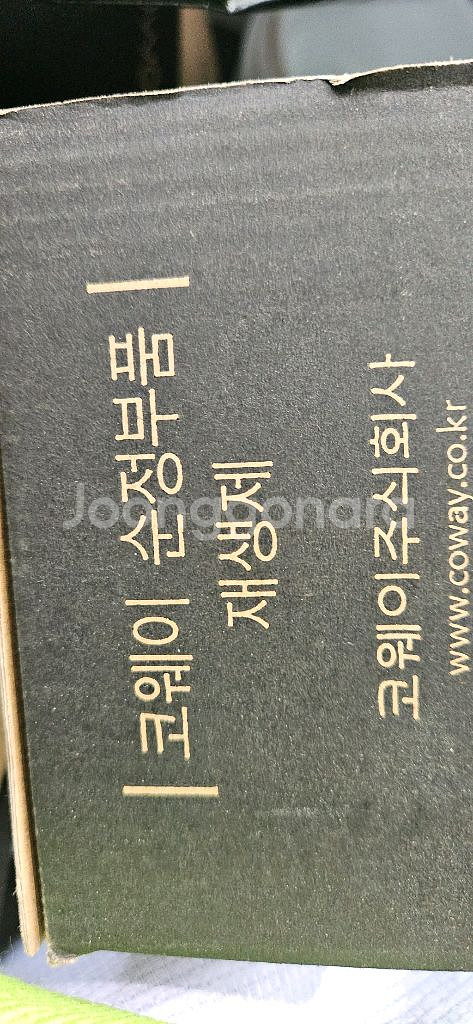 | 코웨이 순정부품 |
재생제
코웨이주식회사
www.coway.co.kr
Joonggonara